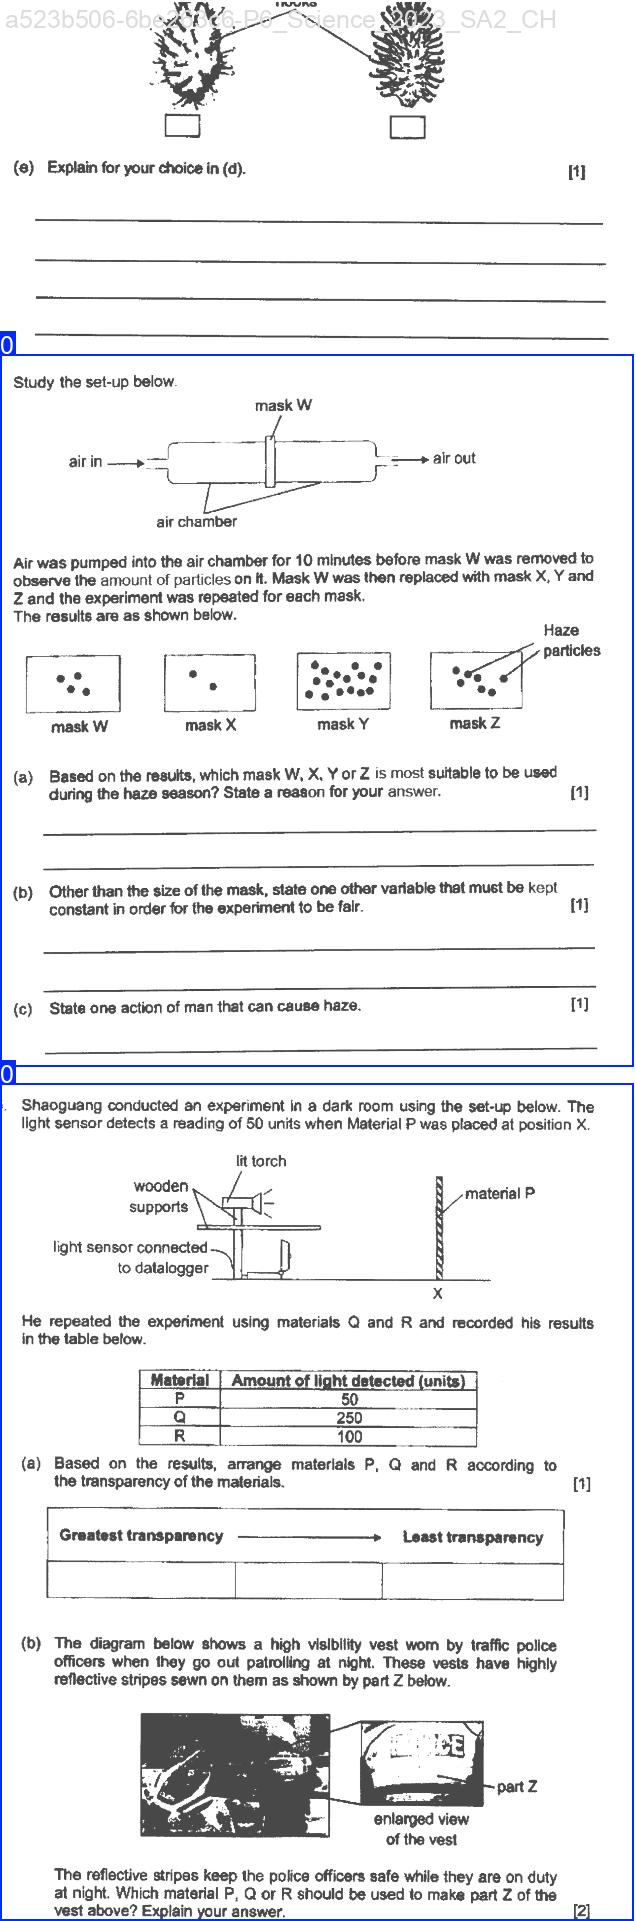 a523b506-6be26366-P6_Science_2023_SA2_CH
hooks
(e) Explain for your choice in (d). [1]
0
Study the set-up below.
mask W
air in
air out
air chamber
Air was pumped into the air chamber for 10 minutes before mask W was removed to
observe the amount of particles on it. Mask W was then replaced with mask X, Y and
Z and the experiment was repeated for each mask.
The results are as shown below.
Haze
particles
mask W
mask X
mask Y
mask Z
(a) Based on the results, which mask W, X, Y or Z is most suitable to be used
during the haze season? State a reason for your answer. [1]
(b) Other than the size of the mask, state one other variable that must be kept
constant in order for the experiment to be fair. [1]
(c) State one action of man that can cause haze. [1]
0
Shaoguang conducted an experiment in a dark room using the set-up below. The
light sensor detects a reading of 50 units when Material P was placed at position X.
lit torch
wooden
supports
material P
light sensor connected
to datalogger
X
He repeated the experiment using materials Q and R and recorded his results
in the table below.
Material Amount of light detected (units)
P 50
Q 250
R 100
(a) Based on the results, arrange materials P, Q and R according to
the transparency of the materials. [1]
Greatest transparency Least transparency
(b) The diagram below shows a high visibility vest worn by traffic police
officers when they go out patrolling at night. These vests have highly
reflective stripes sewn on them as shown by part Z below.
part Z
enlarged view
of the vest
The reflective stripes keep the police officers safe while they are on duty
at night. Which material P, Q or R should be used to make part Z of the
vest above? Explain your answer. [2]